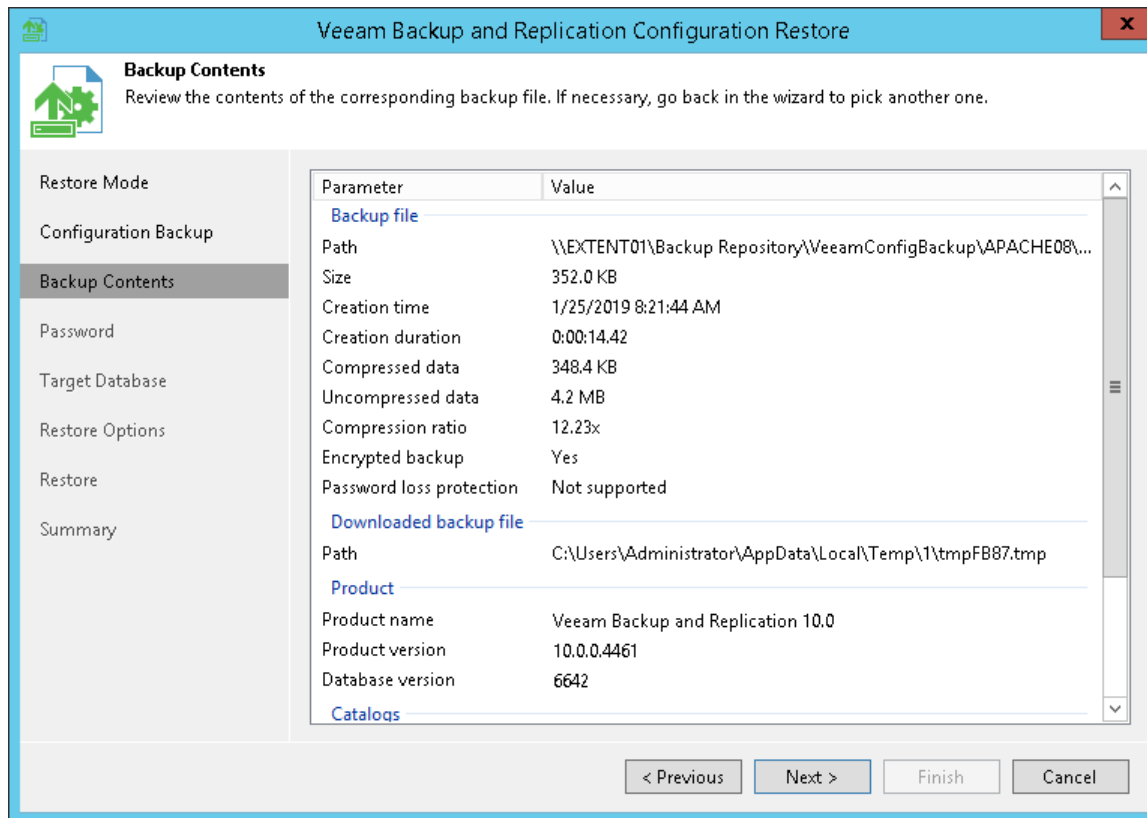 Veeam Backup and Replication Configuration Restore
x
Backup Contents
Review the contents of the corresponding backup file. If necessary, go back in the wizard to pick another one.
Restore Mode
Configuration Backup
Backup Contents
Password
Target Database
Restore Options
Restore
Summary
Parameter Value
Backup file
Path \\EXTENT01\Backup Repository\VeeamConfigBackup\APACHE08\...
Size 352.0 KB
Creation time 1/25/2019 8:21:44 AM
Creation duration 0:00:14.42
Compressed data 348.4 KB
Uncompressed data 4.2 MB
Compression ratio 12.23x
Encrypted backup Yes
Password loss protection Not supported
Downloaded backup file
Path C:\Users\Administrator\AppData\Local\Temp\1\tmpFB87.tmp
Product
Product name Veeam Backup and Replication 10.0
Product version 10.0.0.4461
Database version 6642
Catalogs
< Previous Next > Finish Cancel